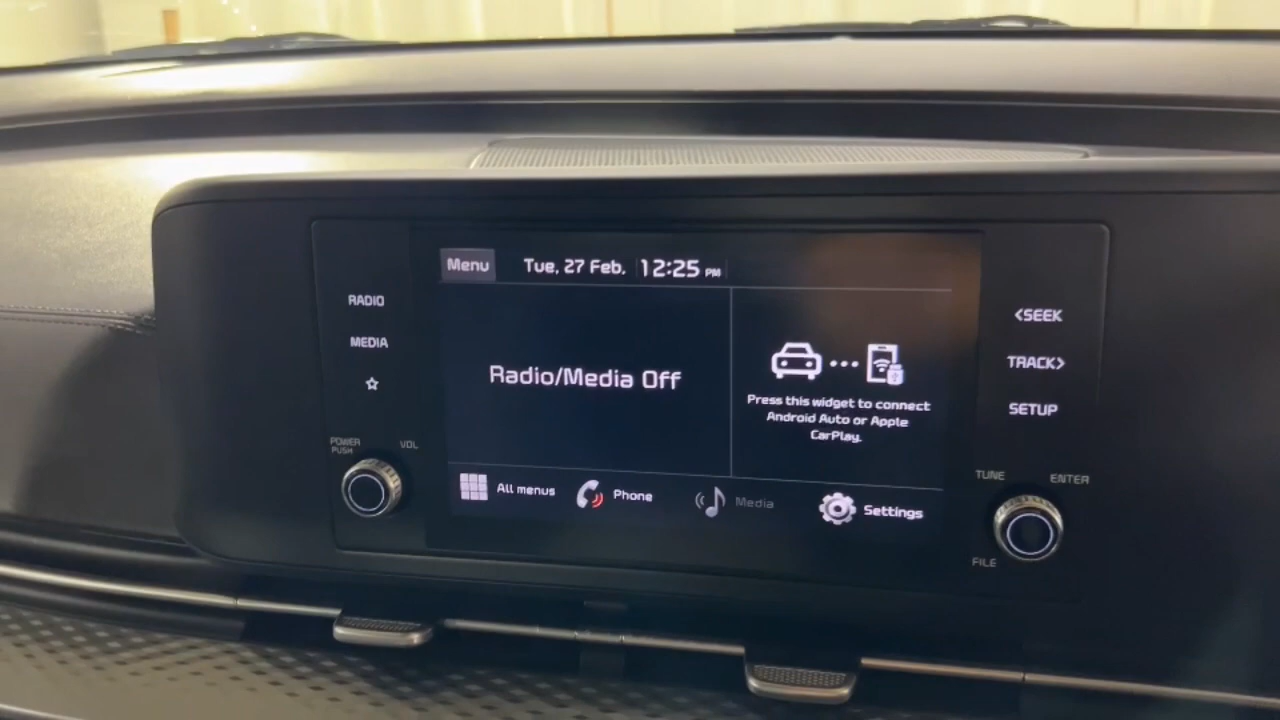 Menu
Tue, 27 Feb. 12:25 PM
RADIO
MEDIA
POWER
PUSH
VOL
Radio/Media Off
Press this widget to connect
Android Auto or Apple
CarPlay.
All menus
Phone
Media
Settings
<SEEK
TRACK>
SETUP
TUNE
ENTER
FILE